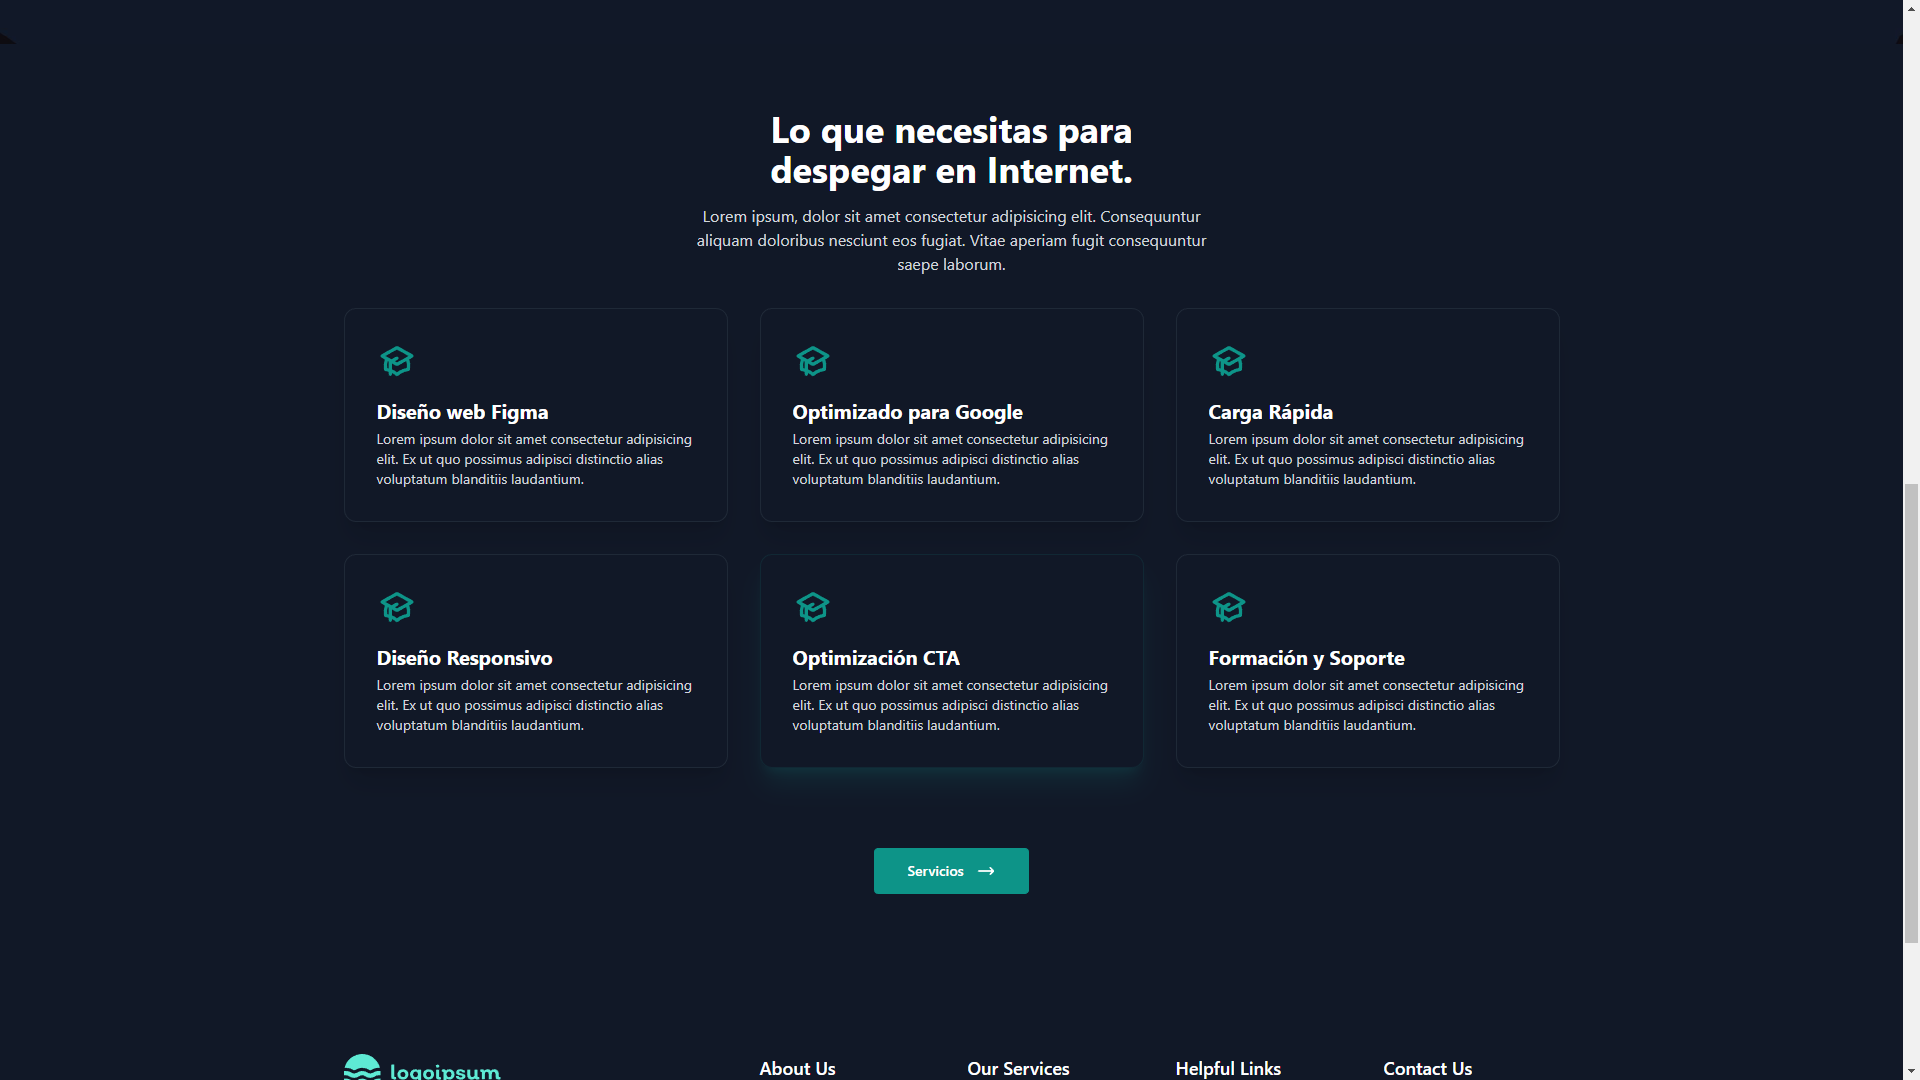 Lo que necesitas para
despegar en Internet.
Lorem ipsum, dolor sit amet consectetur adipisicing elit. Consequuntur
aliquam doloribus nesciunt eos fugiat. Vitae aperiam fugit consequuntur
saepe laborum.
Diseño web Figma
Lorem ipsum dolor sit amet consectetur adipisicing
elit. Ex ut quo possimus adipisci distinctio alias
voluptatum blanditiis laudantium.
Optimizado para Google
Lorem ipsum dolor sit amet consectetur adipisicing
elit. Ex ut quo possimus adipisci distinctio alias
voluptatum blanditiis laudantium.
Carga Rápida
Lorem ipsum dolor sit amet consectetur adipisicing
elit. Ex ut quo possimus adipisci distinctio alias
voluptatum blanditiis laudantium.
Diseño Responsivo
Lorem ipsum dolor sit amet consectetur adipisicing
elit. Ex ut quo possimus adipisci distinctio alias
voluptatum blanditiis laudantium.
Optimización CTA
Lorem ipsum dolor sit amet consectetur adipisicing
elit. Ex ut quo possimus adipisci distinctio alias
voluptatum blanditiis laudantium.
Formación y Soporte
Lorem ipsum dolor sit amet consectetur adipisicing
elit. Ex ut quo possimus adipisci distinctio alias
voluptatum blanditiis laudantium.
Servicios
logoipsum
About Us
Our Services
Helpful Links
Contact Us